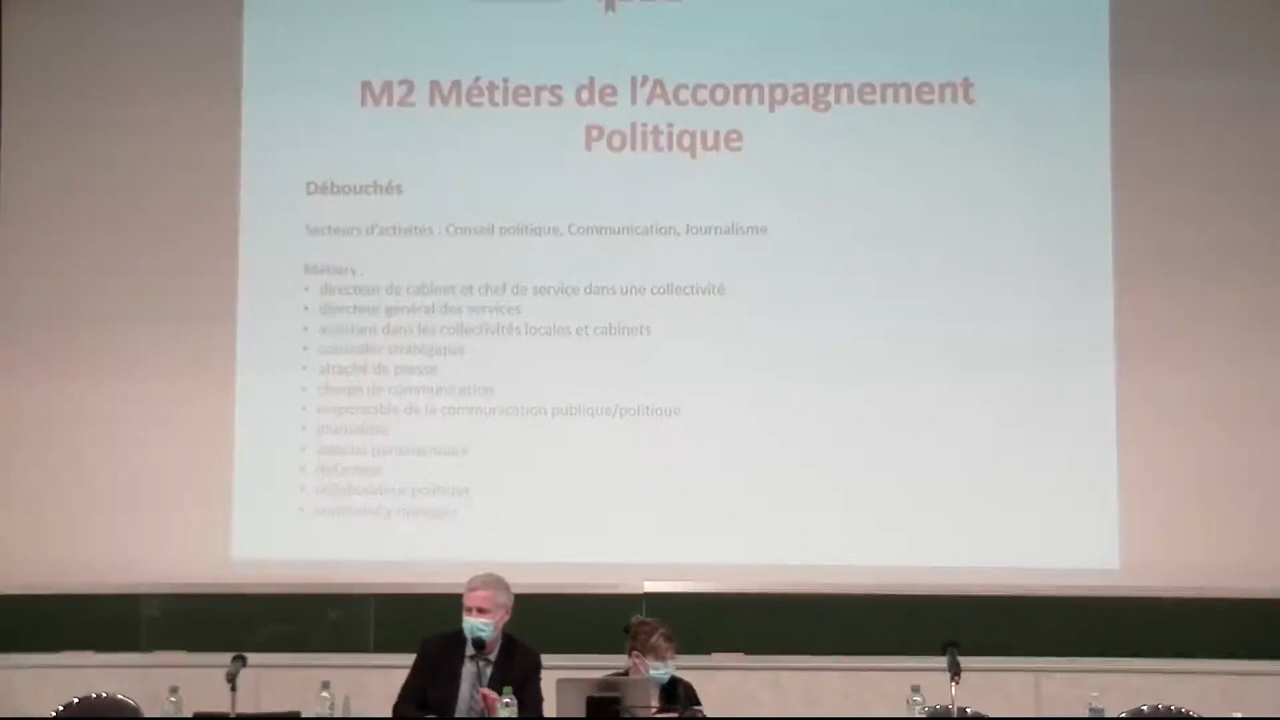 M2 Métiers de l'Accompagnement
Politique
Débouchés
Secteurs d'activités : Conseil politique, Communication, Journalisme
Métiers :
• directeur de cabinet et chef de service dans une collectivité
• directeur général des services
• assistant dans les collectivités locales et cabinets
• conseiller stratégique
• attaché de presse
• chargé de communication
• responsable de la communication publique/politique
• journaliste
• attaché parlementaire
• rédacteur
• collaborateur politique
• community manager